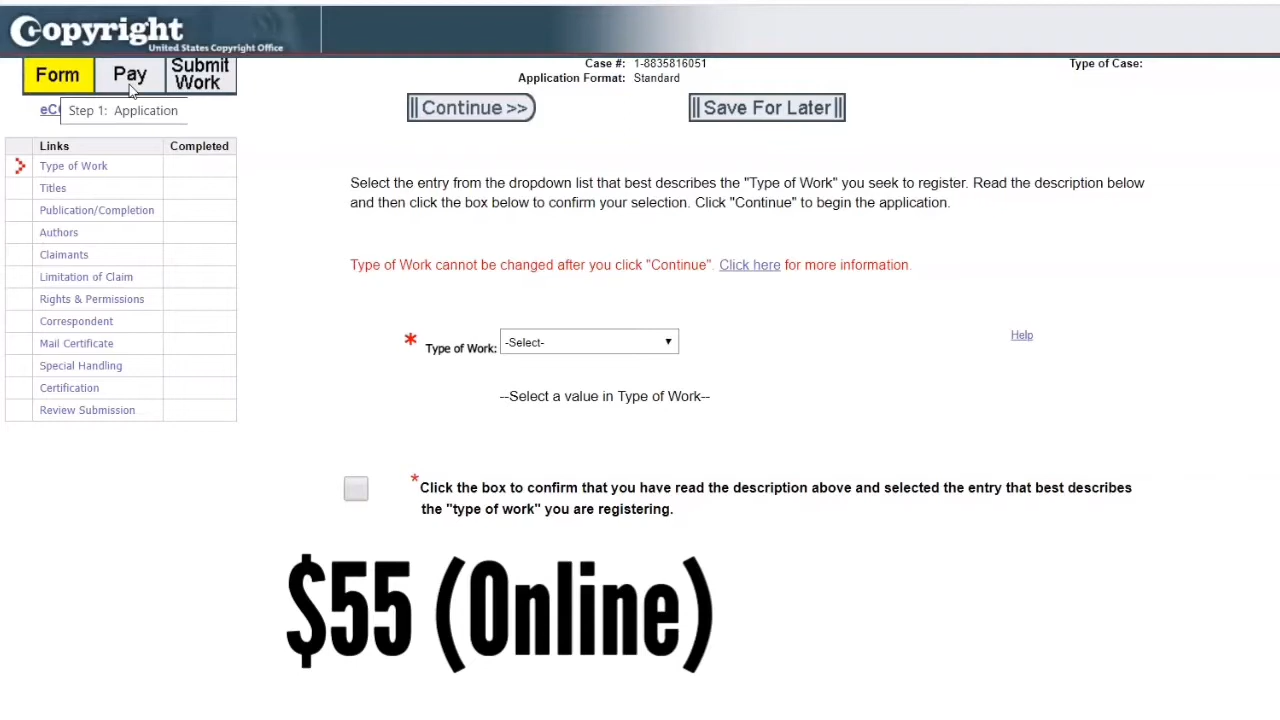 Copyright
United States Copyright Office
Form
Pay
Submit
Work
Case #: 1-8835816051
Application Format: Standard
Type of Case:
eC
Step 1: Application
Continue >>
Save For Later
Links Completed
Type of Work
Titles
Publication/Completion
Authors
Claimants
Limitation of Claim
Rights & Permissions
Correspondent
Mail Certificate
Special Handling
Certification
Review Submission
Select the entry from the dropdown list that best describes the "Type of Work" you seek to register. Read the description below
and then click the box below to confirm your selection. Click "Continue" to begin the application.
Type of Work cannot be changed after you click "Continue". Click here for more information.
* Type of Work: -Select-
Help
--Select a value in Type of Work--
*Click the box to confirm that you have read the description above and selected the entry that best describes
the "type of work" you are registering.
$55 (Online)